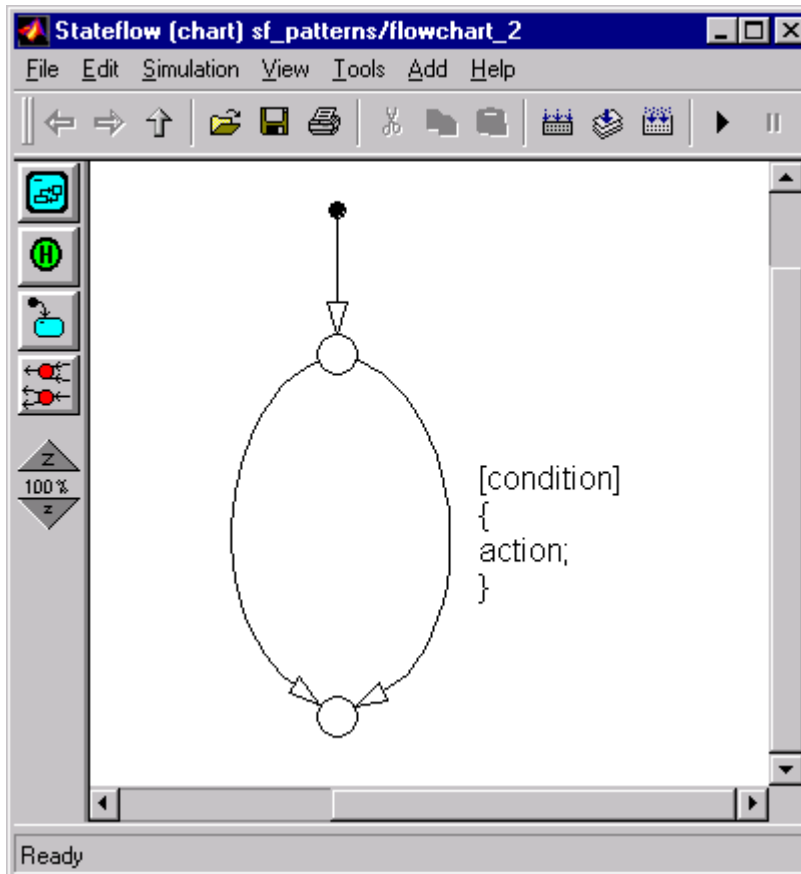 Stateflow (chart) sf_patterns/flowchart_2
File Edit Simulation View Tools Add Help
H
Z
100%
z
[condition]
{
action;
}
Ready